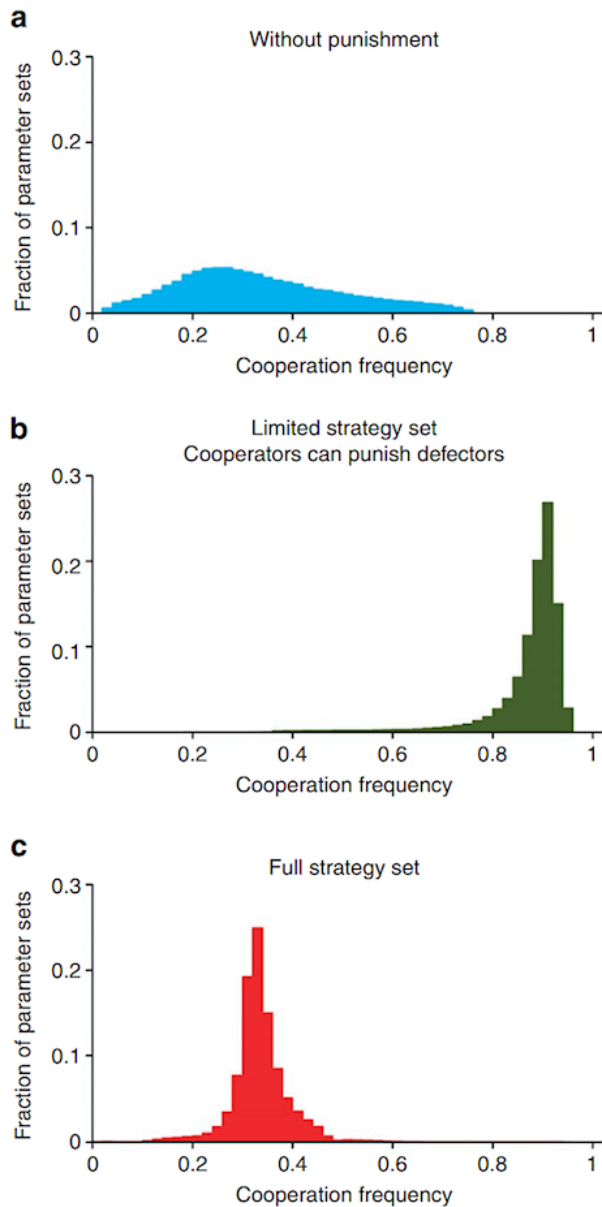 a
Without punishment
0.3
0.2
0.1
0
Fraction of parameter sets
0 0.2 0.4 0.6 0.8 1
Cooperation frequency
b
Limited strategy set
Cooperators can punish defectors
0.3
0.2
0.1
0
Fraction of parameter sets
0 0.2 0.4 0.6 0.8 1
Cooperation frequency
c
Full strategy set
0.3
0.2
0.1
0
Fraction of parameter sets
0 0.2 0.4 0.6 0.8 1
Cooperation frequency